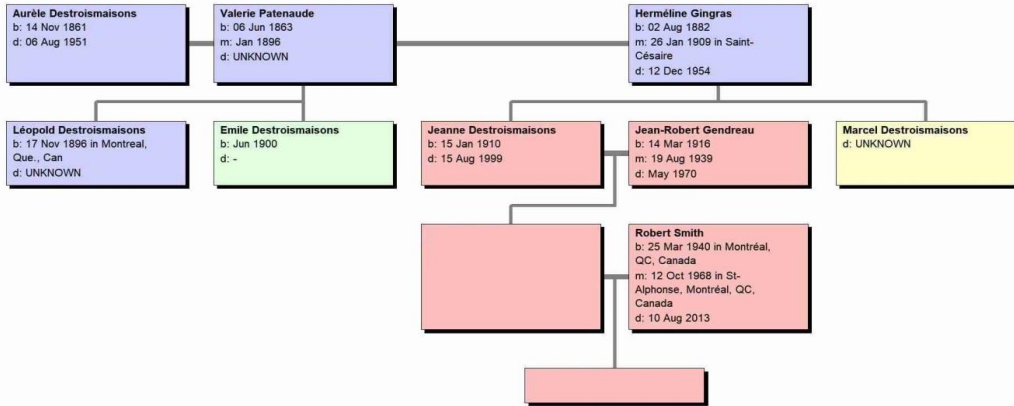 Aurèle Destroismaisons
b: 14 Nov 1861
d: 06 Aug 1951
Valerie Patenaude
b: 06 Jun 1863
m: Jan 1896
d: UNKNOWN
Herméline Gingras
b: 02 Aug 1882
m: 26 Jan 1909 in Saint-
Césaire
d: 12 Dec 1954
Léopold Destroismaisons
b: 17 Nov 1896 in Montreal,
Que., Can
d: UNKNOWN
Emile Destroismaisons
b: Jun 1900
d: -
Jeanne Destroismaisons
b: 15 Jan 1910
d: 15 Aug 1999
Jean-Robert Gendreau
b: 14 Mar 1916
m: 19 Aug 1939
d: May 1970
Marcel Destroismaisons
d: UNKNOWN
Robert Smith
b: 25 Mar 1940 in Montréal,
QC, Canada
m: 12 Oct 1968 in St-
Alphonse, Montréal, QC,
Canada
d: 10 Aug 2013